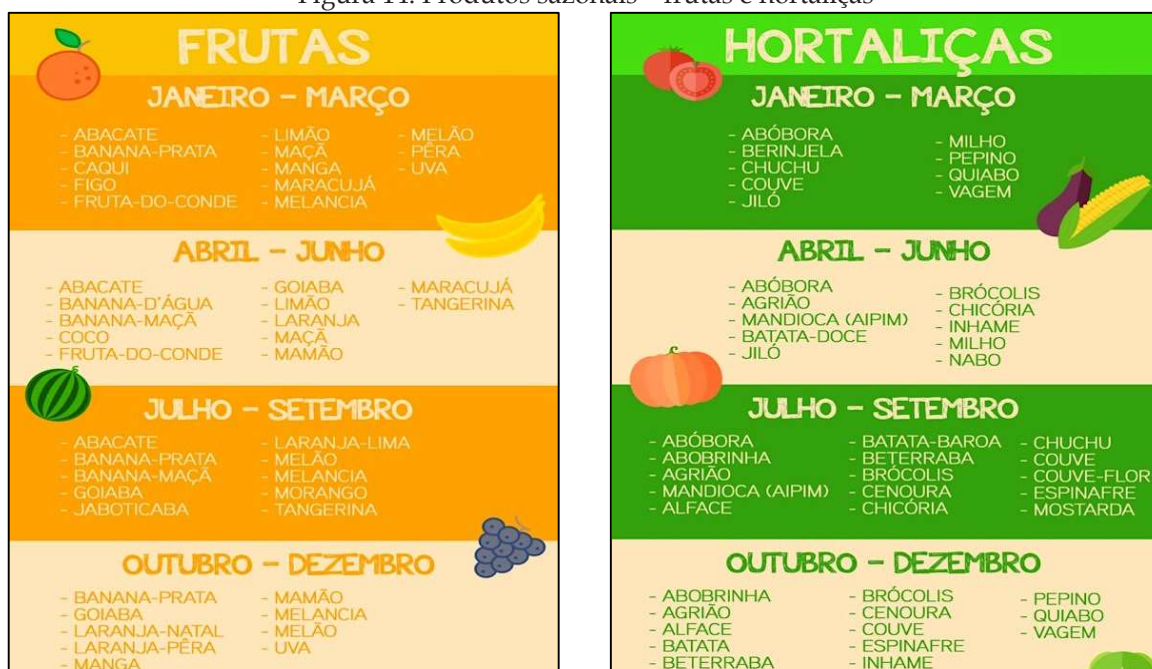 Figura 11: Produtos sazonais – frutas e hortaliças
FRUTAS
JANEIRO – MARÇO
- ABACATE
- BANANA-PRATA
- CAQUI
- FIGO
- FRUTA-DO-CONDE
- LIMÃO
- MAÇÃ
- MANGA
- MARACUJÁ
- MELANCIA
- MELÃO
- PÊRA
- UVA
ABRIL – JUNHO
- ABACATE
- BANANA-D'ÁGUA
- BANANA-MAÇÃ
- COCO
- FRUTA-DO-CONDE
- GOIABA
- LIMÃO
- LARANJA
- MAÇÃ
- MAMÃO
- MARACUJÁ
- TANGERINA
JULHO – SETEMBRO
- ABACATE
- BANANA-PRATA
- BANANA-MAÇÃ
- GOIABA
- JABOTICABA
- LARANJA-LIMA
- MELÃO
- MELANCIA
- MORANGO
- TANGERINA
OUTUBRO – DEZEMBRO
- BANANA-PRATA
- GOIABA
- LARANJA-NATAL
- LARANJA-PÊRA
- MANGA
- MAMÃO
- MELANCIA
- MELÃO
- UVA
HORTALIÇAS
JANEIRO – MARÇO
- ABÓBORA
- BERINJELA
- CHUCHU
- COUVE
- JILÓ
- MILHO
- PEPINO
- QUIABO
- VAGEM
ABRIL – JUNHO
- ABÓBORA
- AGRIÃO
- MANDIOCA (AIPIM)
- BATATA-DOCE
- JILÓ
- BRÓCOLIS
- CHICÓRIA
- INHAME
- MILHO
- NABO
JULHO – SETEMBRO
- ABÓBORA
- ABOBRINHA
- AGRIÃO
- MANDIOCA (AIPIM)
- ALFACE
- BATATA-BAROA
- BETERRABA
- BRÓCOLIS
- CENOURA
- CHICÓRIA
- CHUCHU
- COUVE
- COUVE-FLOR
- ESPINAFRE
- MOSTARDA
OUTUBRO – DEZEMBRO
- ABOBRINHA
- AGRIÃO
- ALFACE
- BATATA
- BETERRABA
- BRÓCOLIS
- CENOURA
- COUVE
- ESPINAFRE
- INHAME
- PEPINO
- QUIABO
- VAGEM